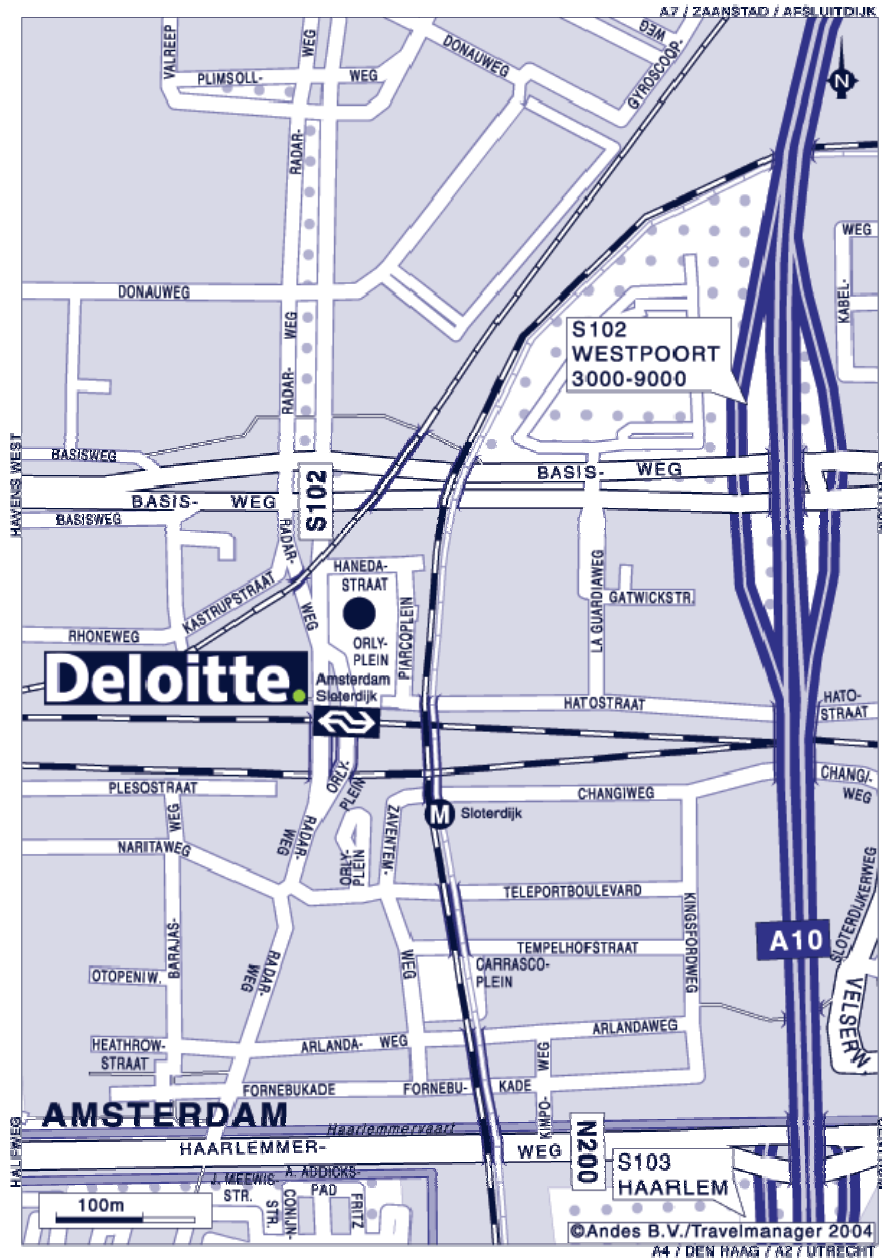 A7 / ZAANSTAD / AFSLUITDIJK
WEG
VALREEP
WEG
DONAUWEG
GYROSCOOP-
PLIMSOLL-
WEG
N
RADAR-
WEG
KABEL-
DONAUWEG
WEG
RADAR-
S102
WESTPOORT
3000-9000
HAVENS WEST
BASISWEG
BASIS-
WEG
BASIS-
WEG
S102
BASISWEG
RADAR-
WEG
HANEDA-
STRAAT
KASTRUPSTRAAT
PIARCOPLEIN
LA GUARDIAWEG
GATWICKSTR.
RHONEWEG
ORLY-
PLEIN
Deloitte.
Amsterdam
Sloterdijk
HATOSTRAAT
HATO-
STRAAT
PLESOSTRAAT
ORLY-
PLEIN
CHANGIWEG
CHANGI-
WEG
M
Sloterdijk
WEG
RADAR-
WEG
ZAVENTEM-
NARITAWEG
ORLY-
PLEIN
TELEPORTBOULEVARD
KINGSFORDWEG
SLOTERDIJKERWEG
A10
BARAJAS-
RADAR-
WEG
WEG
TEMPELHOFSTRAAT
CARRASCO-
PLEIN
OTOPENIW.
VELSER
HEATHROW-
STRAAT
ARLANDA-
WEG
ARLANDAWEG
WEG
KIMPO-
FORNEBUKADE
FORNEBU-
KADE
AMSTERDAM
Haarlemmervaart
HALFWEG
HAARLEMMER-
WEG
N200
S103
HAARLEM
J. MEEWIS-
STR.
A. ADDICKS-
PAD
STR.
CONIJN-
FRITZ
100m
©Andes B.V./Travelmanager 2004
A4 / DEN HAAG / A2 / UTRECHT